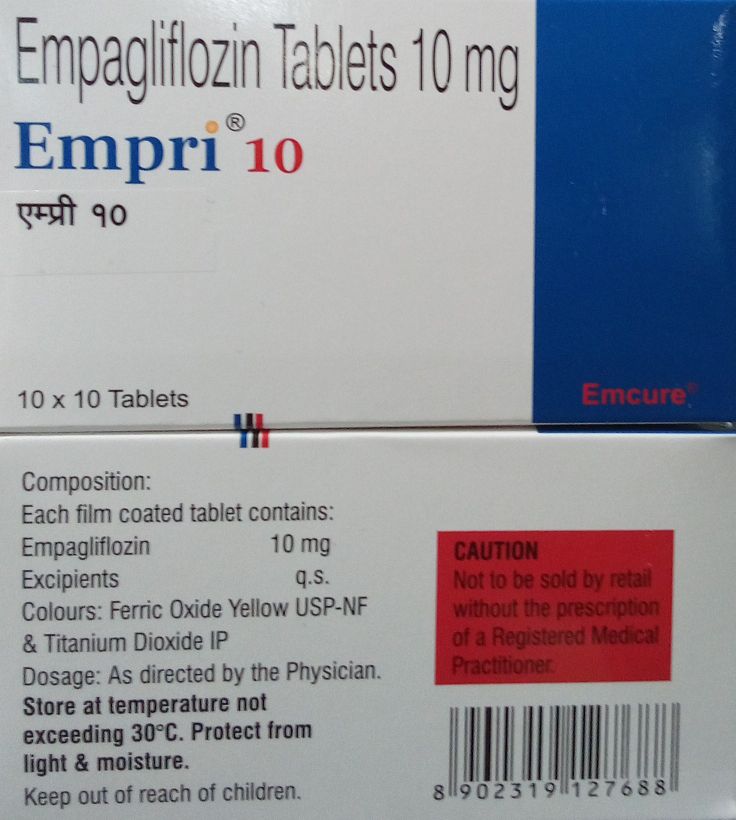 Empagliflozin Tablets 10 mg
Empri® 10
एम्प्री १०
10 x 10 Tablets
Emcure®
Composition:
Each film coated tablet contains:
Empagliflozin 10 mg
Excipients q.s.
Colours: Ferric Oxide Yellow USP-NF
& Titanium Dioxide IP
Dosage: As directed by the Physician.
Store at temperature not
exceeding 30°C. Protect from
light & moisture.
Keep out of reach of children.
CAUTION
Not to be sold by retail
without the prescription
of a Registered Medical
Practitioner.
8 902319 127688